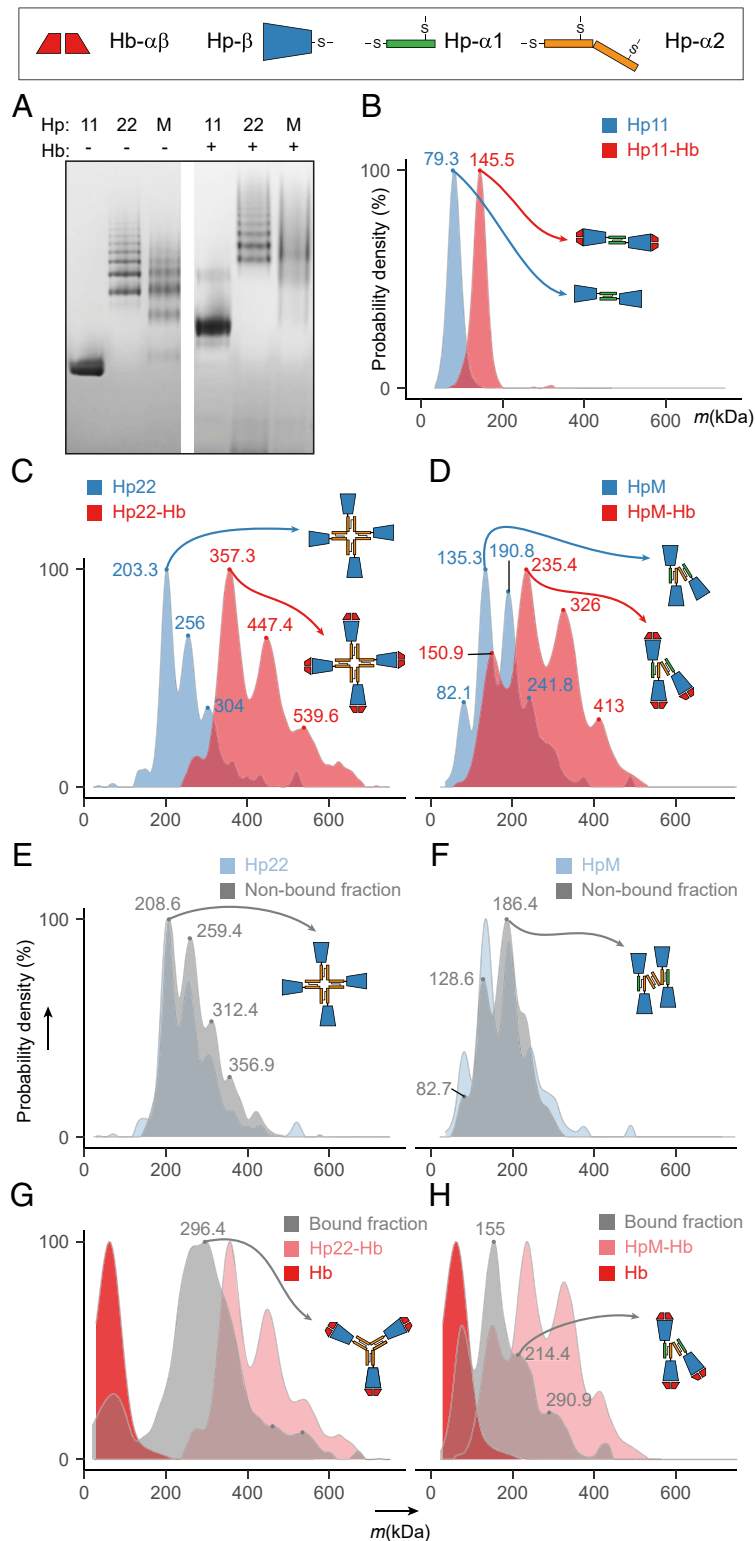 Hb-αβ Hp-β -S- -S- S Hp-α1 -S- S S- Hp-α2
A
Hp: 11 22 M 11 22 M
Hb: - - - + + +
B
Hp11
Hp11-Hb
79.3 145.5
100
0
Probability density (%)
0 200 400 600 m(kDa)
C
Hp22
Hp22-Hb
203.3
256
304
357.3
447.4
539.6
100
0
0 200 400 600
D
HpM
HpM-Hb
135.3 190.8
235.4
326
150.9
82.1
241.8
413
0 200 400 600
E
Hp22
Non-bound fraction
208.6
259.4
312.4
356.9
100
0
Probability density (%)
0 200 400 600
F
HpM
Non-bound fraction
186.4
128.6
82.7
0 200 400 600
G
Bound fraction
Hp22-Hb
Hb
296.4
100
0
0 200 400 600
H
Bound fraction
HpM-Hb
Hb
155
214.4
290.9
0 200 400 600
m(kDa)